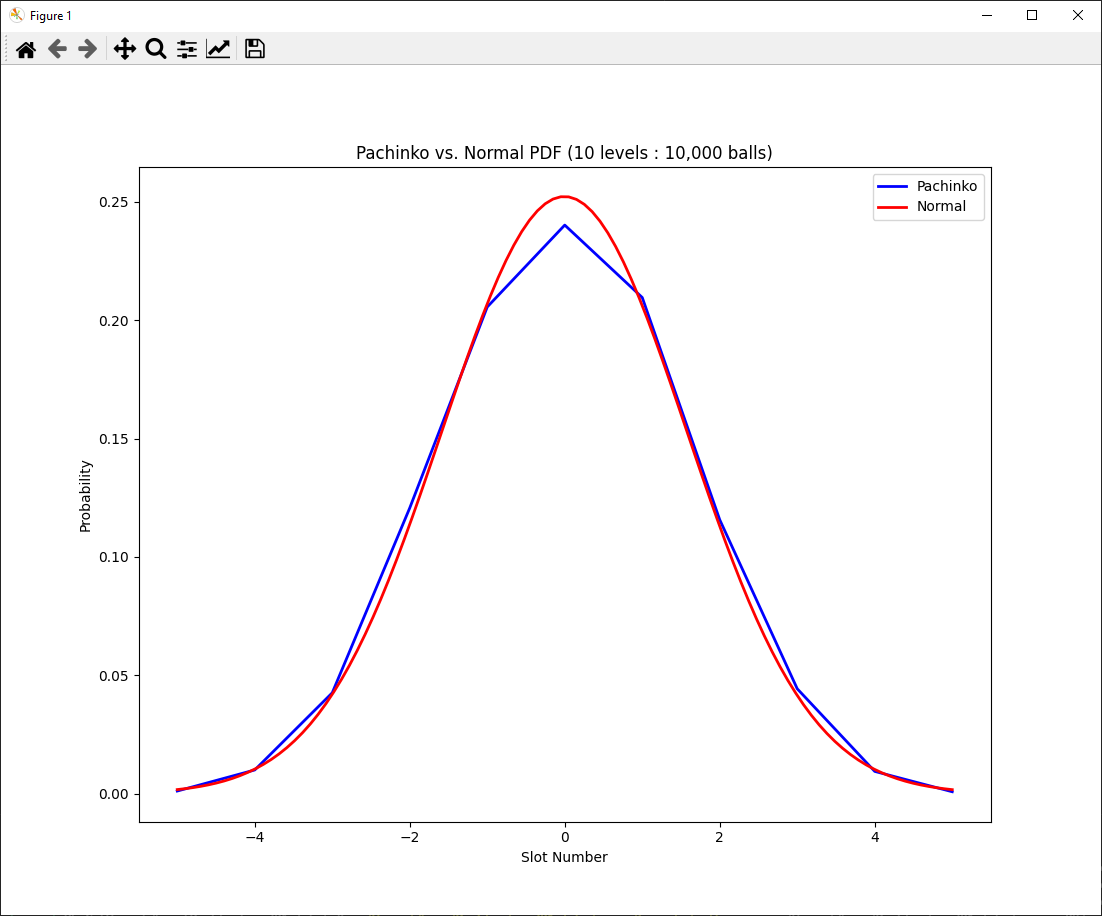 Figure 1
Pachinko vs. Normal PDF (10 levels : 10,000 balls)
Pachinko
Normal
0.25
0.20
0.15
0.10
0.05
0.00
Probability
−4
−2
0
2
4
Slot Number